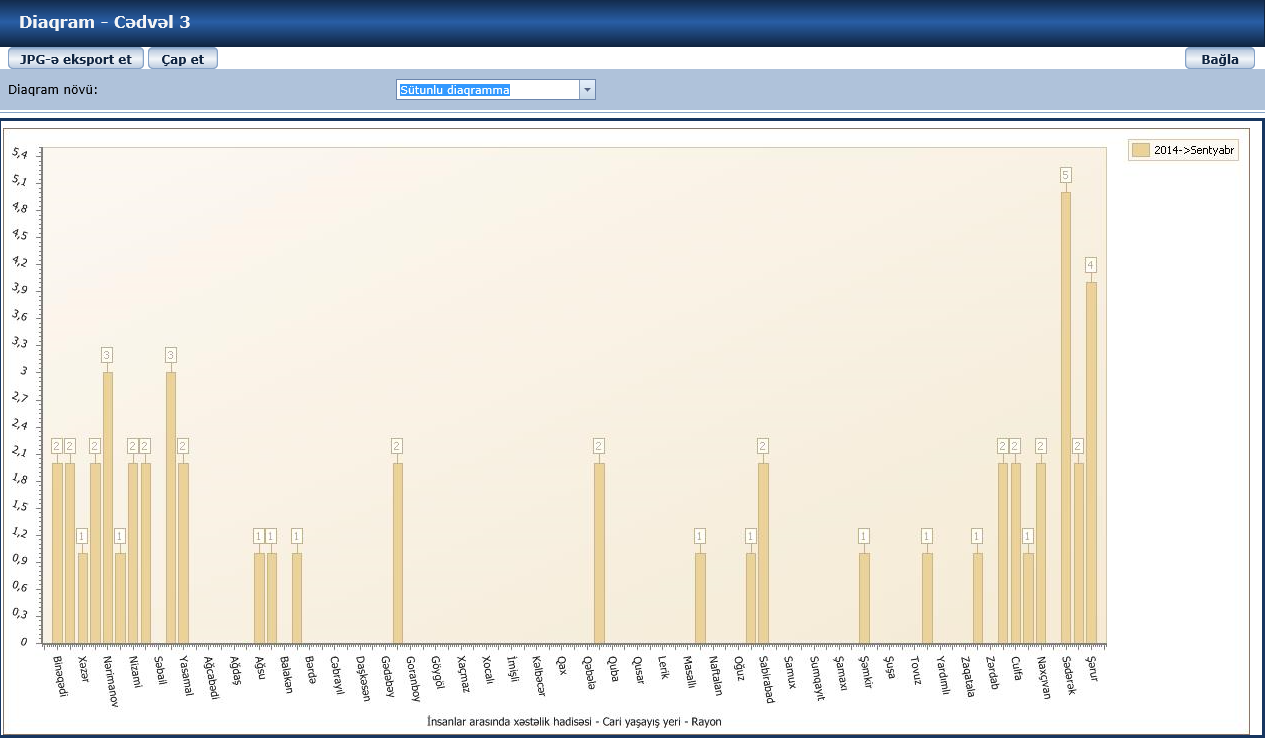 Diaqram - Cədvəl 3
JPG-ə eksport et
Çap et
Bağla
Diaqram növü:
Sütunlu diaqramma
2014->Sentyabr
5,4
5,1
4,8
4,5
4,2
3,9
3,6
3,3
3
2,7
2,4
2,1
1,8
1,5
1,2
0,9
0,6
0,3
0
2
2
1
2
3
1
2
2
3
2
1
1
1
2
2
1
1
2
1
1
1
2
2
1
2
5
2
4
Binəqədi
Xəzər
Nərimanov
Nizami
Səbail
Yasamal
Ağcabədi
Ağdaş
Ağsu
Balakən
Bərdə
Cəbrayıl
Daşkəsən
Gədəbəy
Goranboy
Göygöl
Xaçmaz
Xocalı
İmişli
Kəlbəcər
Qax
Qəbələ
Quba
Qusar
Lerik
Masallı
Naftalan
Oğuz
Sabirabad
Samux
Sumqayıt
Şamaxı
Şəmkir
Şuşa
Tovuz
Yardımlı
Zaqatala
Zərdab
Culfa
Naxçıvan
Sədərək
Şərur
İnsanlar arasında xəstəlik hadisəsi - Cari yaşayış yeri - Rayon